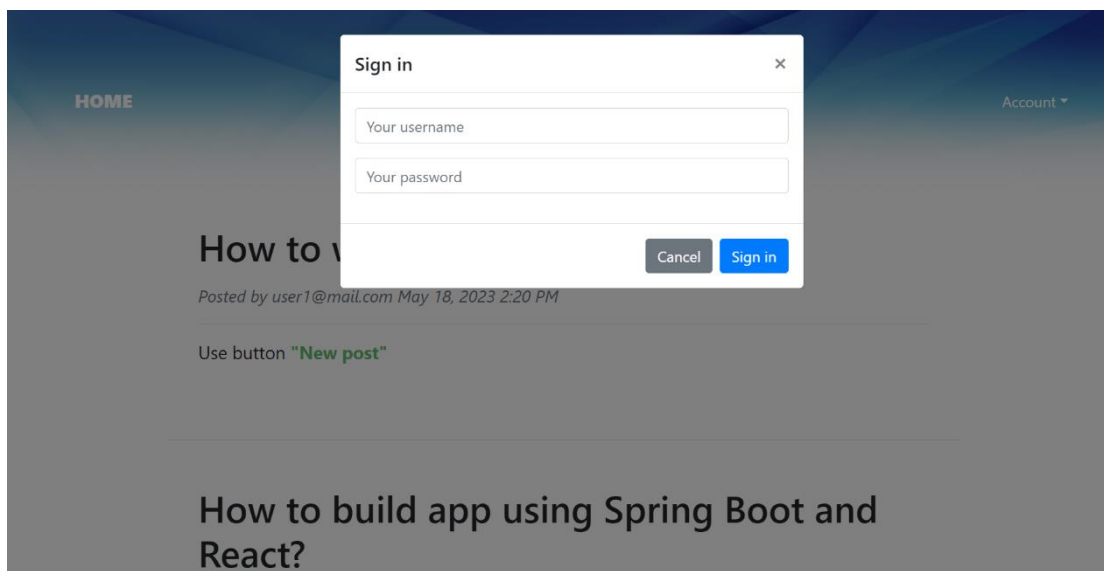 Sign in ×
HOME
Account
Your username
Your password
How to
Cancel Sign in
Posted by user1@mail.com May 18, 2023 2:20 PM
Use button "New post"
How to build app using Spring Boot and
React?